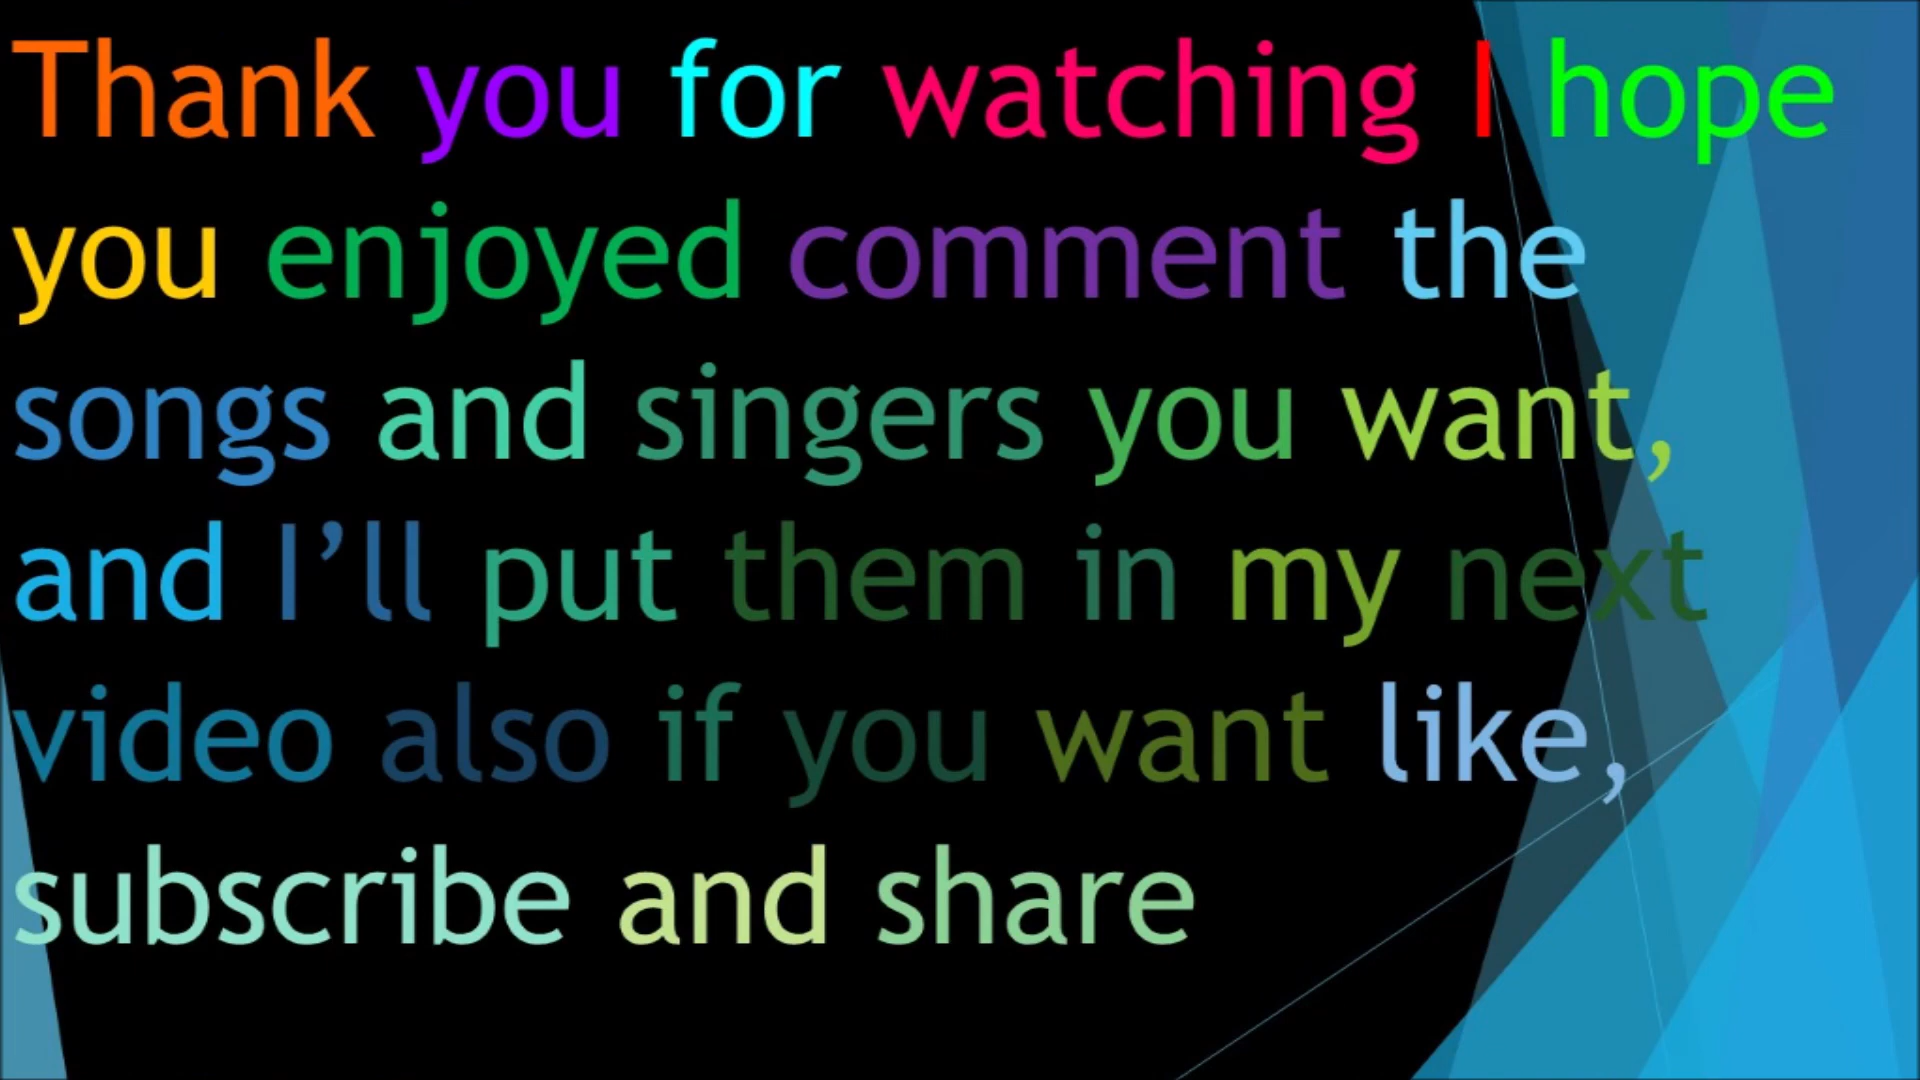 Thank you for watching I hope
you enjoyed comment the
songs and singers you want,
and I’ll put them in my next
video also if you want like,
subscribe and share